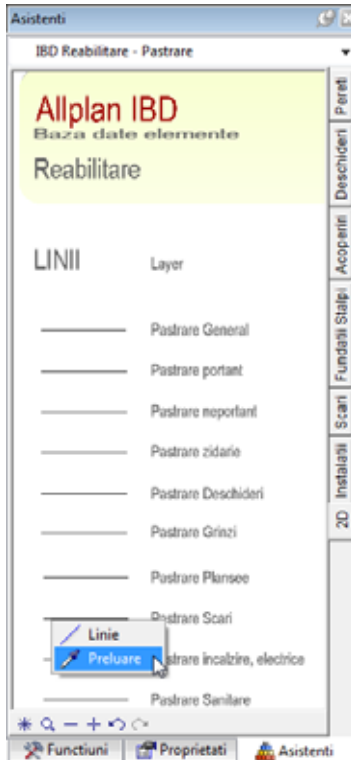 Asistenti
IBD Reabilitare - Pastrare
Allplan IBD
Baza date elemente
Reabilitare
LINII Layer
Pastrare General
Pastrare portant
Pastrare neportant
Pastrare zidarie
Pastrare Deschideri
Pastrare Grinzi
Pastrare Plansee
Pastrare Scari
Linie
Preluare
incalzire, electrice
Pastrare Sanitare
Pereti
Deschideri
Acoperiri
Fundatii Stalpi
Scari
Instalatii
2D
Functiuni Proprietati Asistenti